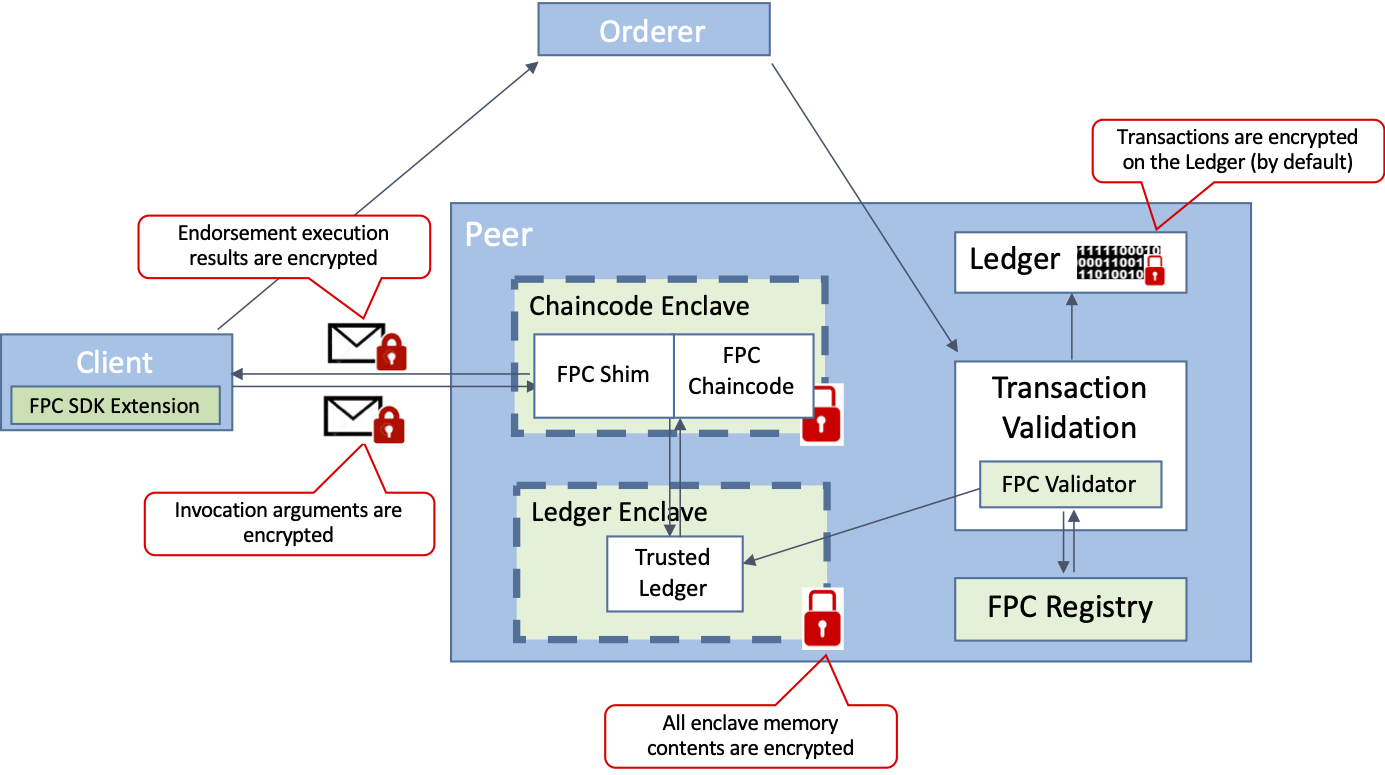 Orderer
Transactions are encrypted
on the Ledger (by default)
Endorsement execution
results are encrypted
Peer
Ledger
1111100010
00011001
11010010
Chaincode Enclave
Client
FPC SDK Extension
FPC Shim
FPC
Chaincode
Transaction
Validation
FPC Validator
Invocation arguments are
encrypted
Ledger Enclave
Trusted
Ledger
FPC Registry
All enclave memory
contents are encrypted